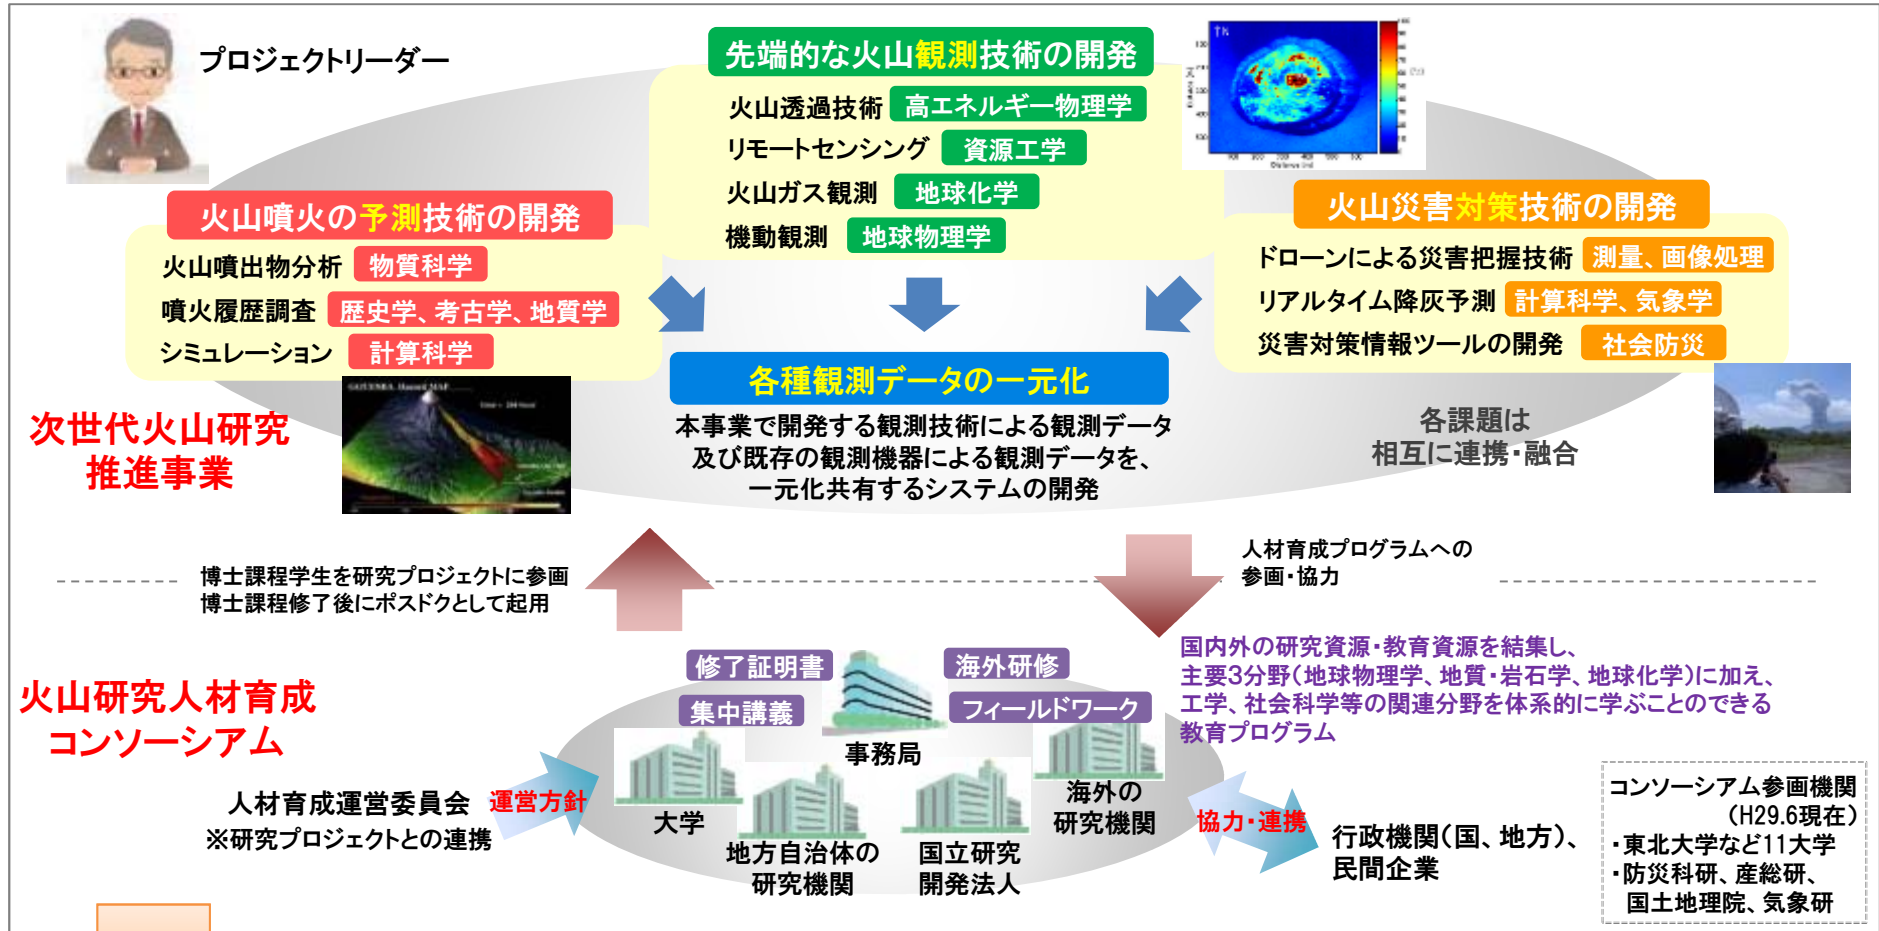 プロジェクトリーダー
先端的な火山観測技術の開発
火山透過技術 高エネルギー物理学
リモートセンシング 資源工学
火山ガス観測 地球化学
機動観測 地球物理学
火山噴火の予測技術の開発
火山噴出物分析 物質科学
噴火履歴調査 歴史学、考古学、地質学
シミュレーション 計算科学
火山災害対策技術の開発
ドローンによる災害把握技術 測量、画像処理
リアルタイム降灰予測 計算科学、気象学
災害対策情報ツールの開発 社会防災
各種観測データの一元化
本事業で開発する観測技術による観測データ
及び既存の観測機器による観測データを、
一元化共有するシステムの開発
次世代火山研究
推進事業
各課題は
相互に連携・融合
博士課程学生を研究プロジェクトに参画
博士課程修了後にポスドクとして起用
人材育成プログラムへの
参画・協力
火山研究人材育成
コンソーシアム
修了証明書
海外研修
集中講義
フィールドワーク
事務局
大学
地方自治体の
研究機関
国立研究
開発法人
海外の
研究機関
国内外の研究資源・教育資源を結集し、
主要3分野(地球物理学、地質・岩石学、地球化学)に加え、
工学、社会科学等の関連分野を体系的に学ぶことのできる
教育プログラム
人材育成運営委員会
※研究プロジェクトとの連携
運営方針
協力・連携
行政機関(国、地方)、
民間企業
コンソーシアム参画機関
(H29.6現在)
・東北大学など11大学
・防災科研、産総研、
国土地理院、気象研